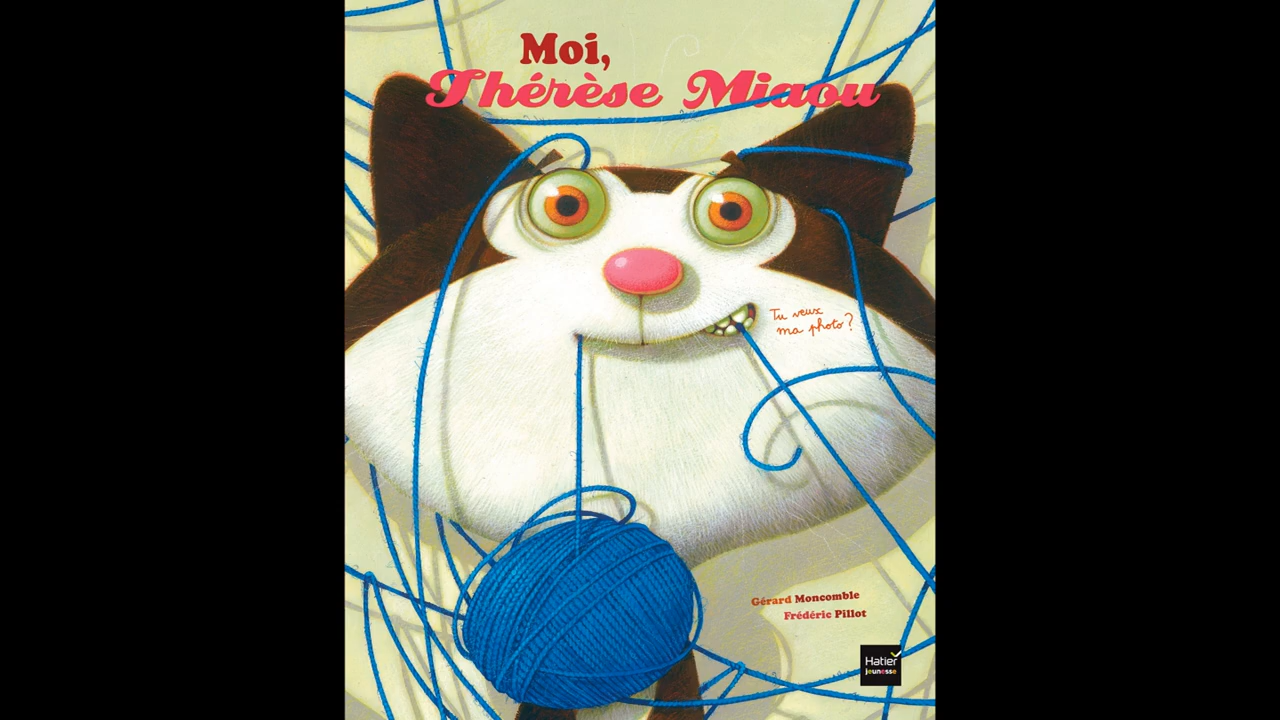 Moi,
Thérèse Miaou
Tu veux
ma photo?
Gérard Moncomble
Frédéric Pillot
Hatier
jeunesse